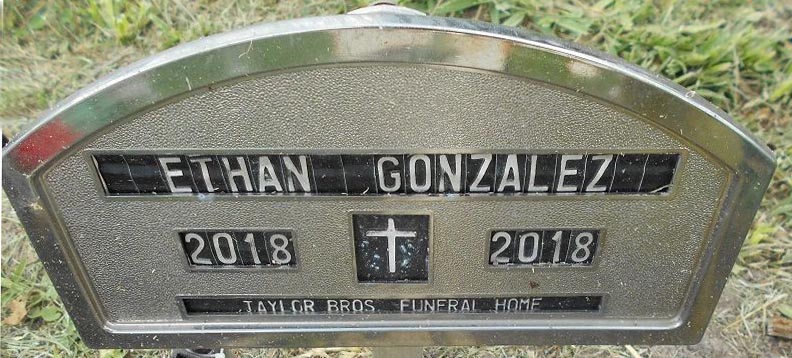 ETHAN GONZALEZ
2018 2018
TAYLOR BROS. FUNERAL HOME